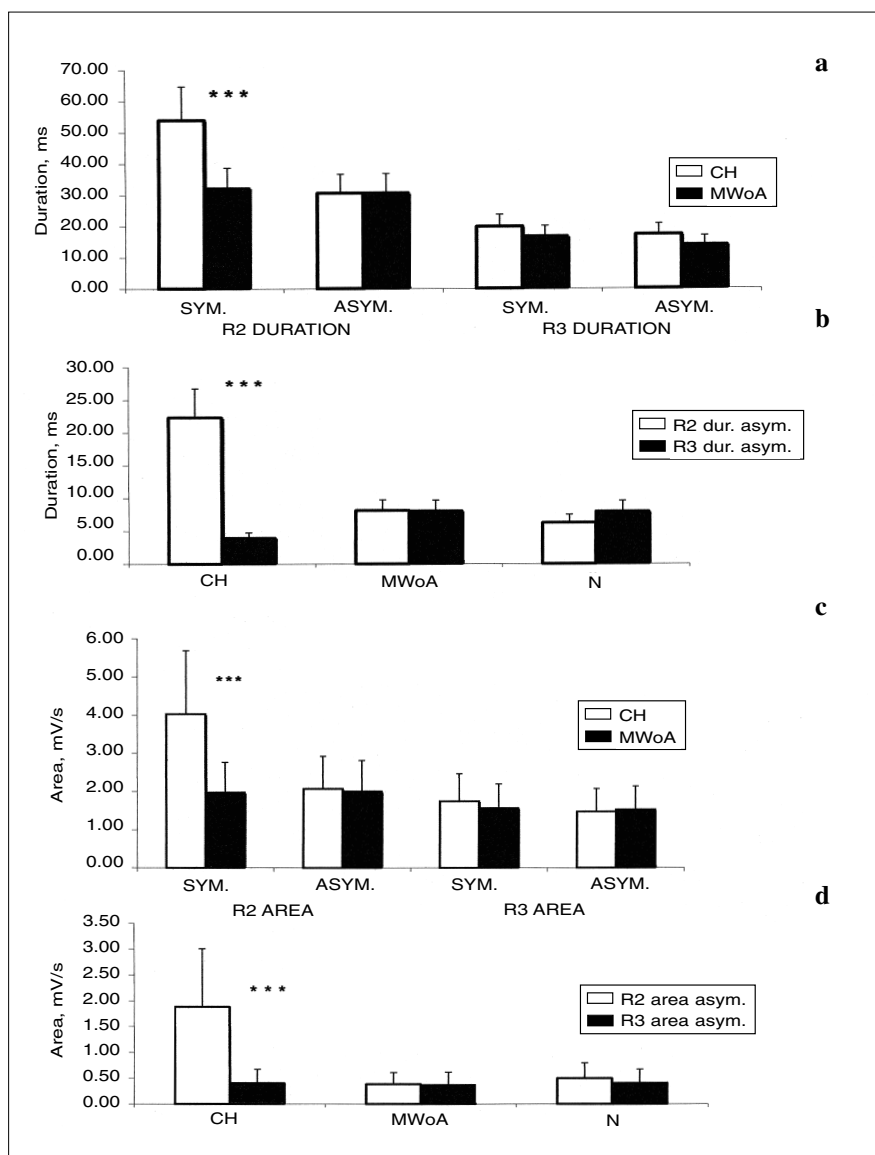 a
70.00
60.00
50.00
40.00
30.00
20.00
10.00
0.00
Duration, ms
* * *
CH
MWoA
SYM. ASYM. SYM. ASYM.
R2 DURATION R3 DURATION
b
30.00
25.00
20.00
15.00
10.00
5.00
0.00
Duration, ms
* * *
R2 dur. asym.
R3 dur. asym.
CH MWoA N
c
6.00
5.00
4.00
3.00
2.00
1.00
0.00
Area, mV/s
***
CH
MWoA
SYM. ASYM. SYM. ASYM.
R2 AREA R3 AREA
d
3.50
3.00
2.50
2.00
1.50
1.00
0.50
0.00
Area, mV/s
* * *
R2 area asym.
R3 area asym.
CH MWoA N